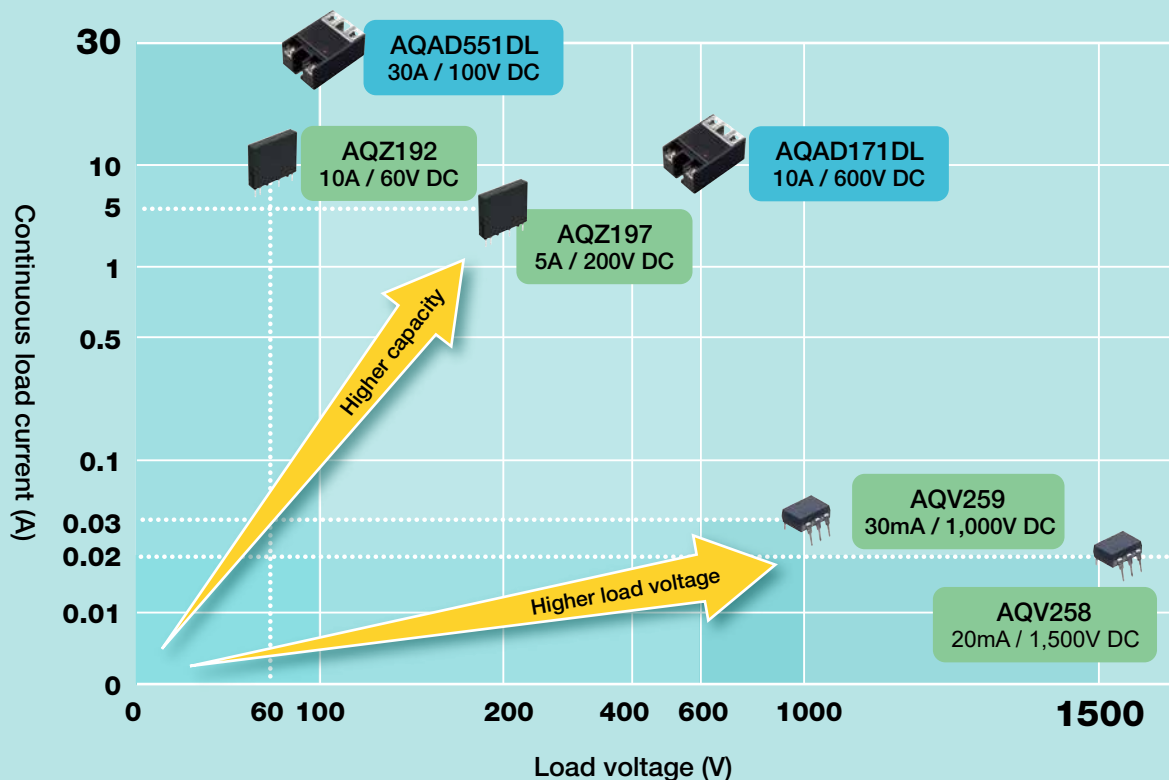 30
AQAD551DL
30A / 100V DC
AQZ192
10A / 60V DC
AQAD171DL
10A / 600V DC
10
5
AQZ197
5A / 200V DC
1
Higher capacity
0.5
Continuous load current (A)
0.1
AQV259
30mA / 1,000V DC
0.03
0.02
Higher load voltage
0.01
AQV258
20mA / 1,500V DC
0
0
60
100
200
400
600
1000
1500
Load voltage (V)